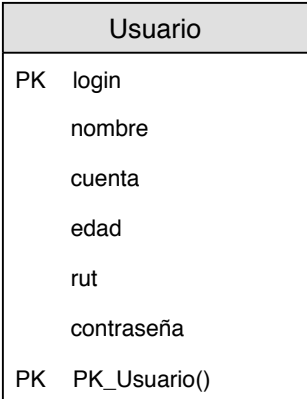 Usuario
PK login
nombre
cuenta
edad
rut
contraseña
PK PK_Usuario()